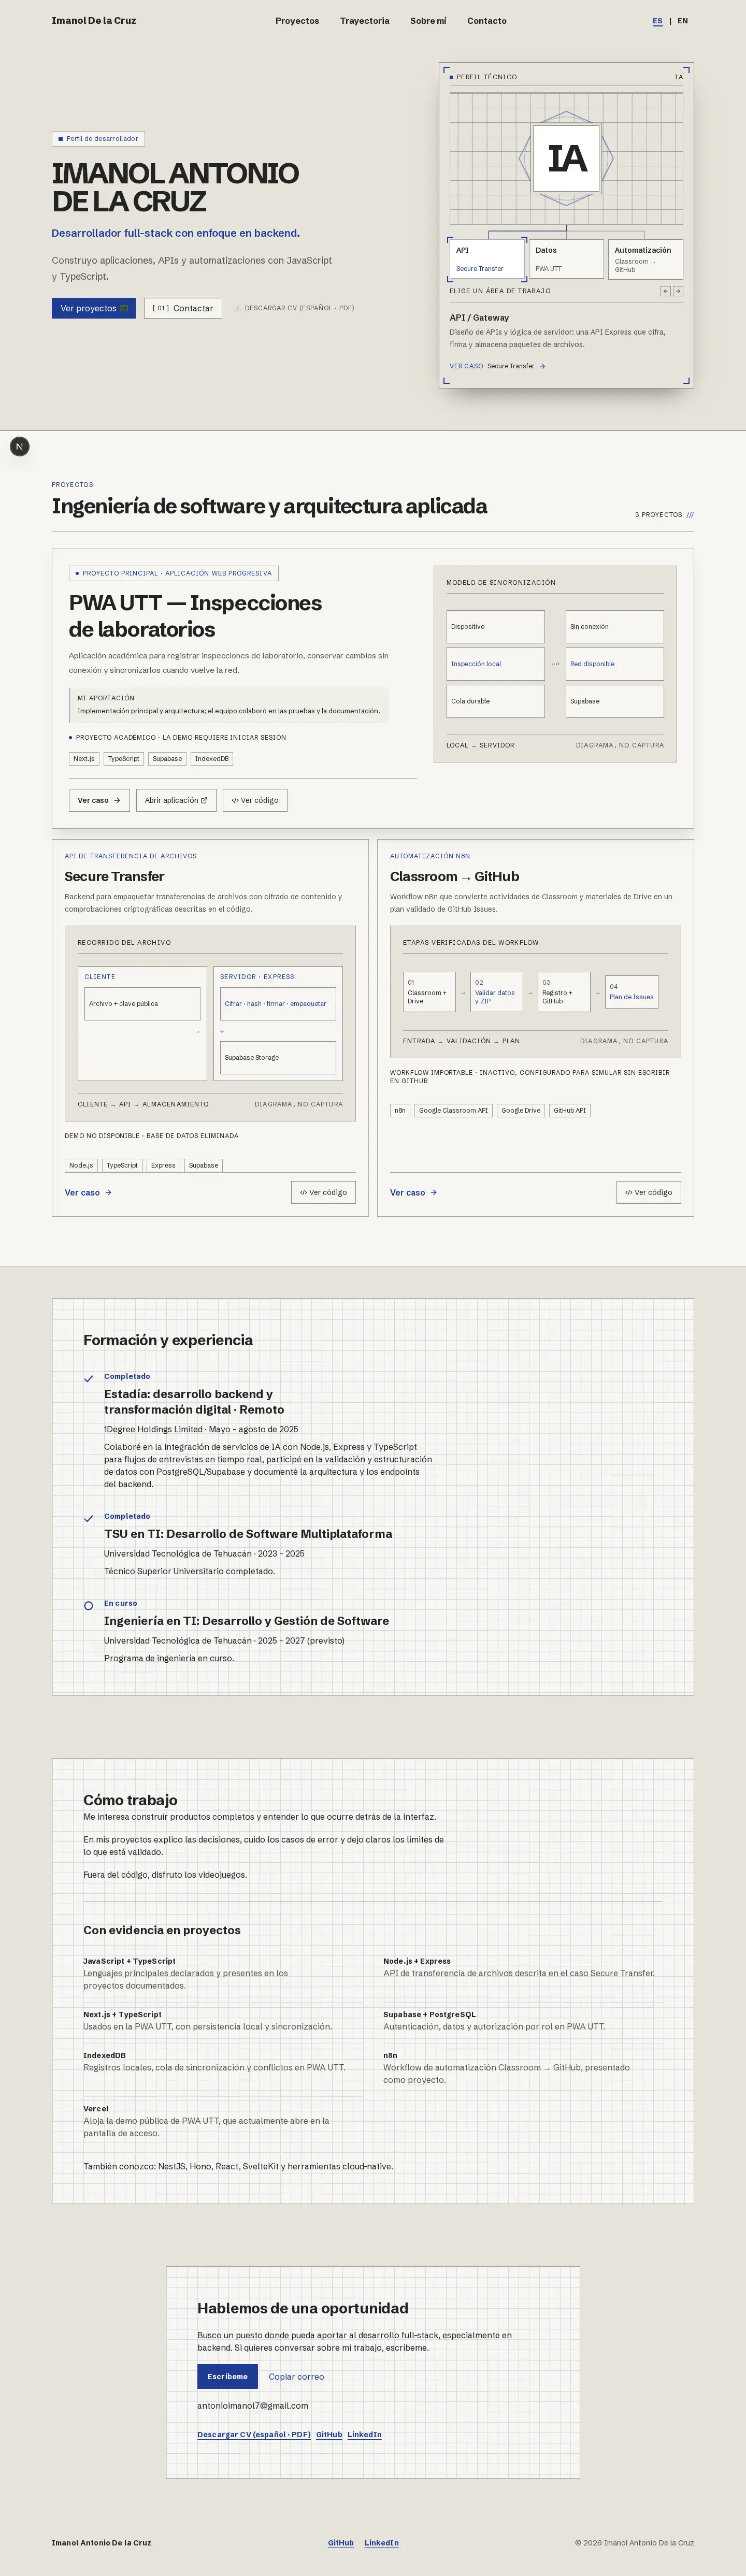 Imanol De la Cruz
Proyectos
Trayectoria
Sobre mí
Contacto
ES | EN
Perfil de desarrollador
IMANOL ANTONIO
DE LA CRUZ
Desarrollador full-stack con enfoque en backend.
Construyo aplicaciones, APIs y automatizaciones con JavaScript
y TypeScript.
Ver proyectos
[ 01 ] Contactar
DESCARGAR CV (ESPAÑOL · PDF)
PERFIL TÉCNICO
IA
IA
API
Secure Transfer
Datos
PWA UTT
Automatización
Classroom →
GitHub
ELIGE UN ÁREA DE TRABAJO
API / Gateway
Diseño de APIs y lógica de servidor: una API Express que cifra,
firma y almacena paquetes de archivos.
VER CASO Secure Transfer →
N
PROYECTOS
Ingeniería de software y arquitectura aplicada
3 PROYECTOS ///
PROYECTO PRINCIPAL · APLICACIÓN WEB PROGRESIVA
PWA UTT — Inspecciones
de laboratorios
Aplicación académica para registrar inspecciones de laboratorio, conservar cambios sin
conexión y sincronizarlos cuando vuelve la red.
MI APORTACIÓN
Implementación principal y arquitectura; el equipo colaboró en las pruebas y la documentación.
PROYECTO ACADÉMICO · LA DEMO REQUIERE INICIAR SESIÓN
Next.js
TypeScript
Supabase
IndexedDB
Ver caso →
Abrir aplicación
</> Ver código
MODELO DE SINCRONIZACIÓN
Dispositivo
Sin conexión
Inspección local
Red disponible
Cola durable
Supabase
LOCAL → SERVIDOR
DIAGRAMA, NO CAPTURA
API DE TRANSFERENCIA DE ARCHIVOS
Secure Transfer
Backend para empaquetar transferencias de archivos con cifrado de contenido y
comprobaciones criptográficas descritas en el código.
RECORRIDO DEL ARCHIVO
CLIENTE
Archivo + clave pública
→
SERVIDOR · EXPRESS
Cifrar · hash · firmar · empaquetar
↓
Supabase Storage
CLIENTE → API → ALMACENAMIENTO
DIAGRAMA, NO CAPTURA
DEMO NO DISPONIBLE · BASE DE DATOS ELIMINADA
Node.js
TypeScript
Express
Supabase
Ver caso →
</> Ver código
AUTOMATIZACIÓN N8N
Classroom → GitHub
Workflow n8n que convierte actividades de Classroom y materiales de Drive en un
plan validado de GitHub Issues.
ETAPAS VERIFICADAS DEL WORKFLOW
01
Classroom +
Drive
→
02
Validar datos
y ZIP
→
03
Registro +
GitHub
→
04
Plan de Issues
ENTRADA → VALIDACIÓN → PLAN
DIAGRAMA, NO CAPTURA
WORKFLOW IMPORTABLE · INACTIVO, CONFIGURADO PARA SIMULAR SIN ESCRIBIR
EN GITHUB
n8n
Google Classroom API
Google Drive
GitHub API
Ver caso →
</> Ver código
Formación y experiencia
Completado
Estadía: desarrollo backend y
transformación digital · Remoto
1Degree Holdings Limited · Mayo – agosto de 2025
Colaboré en la integración de servicios de IA con Node.js, Express y TypeScript
para flujos de entrevistas en tiempo real, participé en la validación y estructuración
de datos con PostgreSQL/Supabase y documenté la arquitectura y los endpoints
del backend.
Completado
TSU en TI: Desarrollo de Software Multiplataforma
Universidad Tecnológica de Tehuacán · 2023 – 2025
Técnico Superior Universitario completado.
En curso
Ingeniería en TI: Desarrollo y Gestión de Software
Universidad Tecnológica de Tehuacán · 2025 – 2027 (previsto)
Programa de ingeniería en curso.
Cómo trabajo
Me interesa construir productos completos y entender lo que ocurre detrás de la interfaz.
En mis proyectos explico las decisiones, cuido los casos de error y dejo claros los límites de
lo que está validado.
Fuera del código, disfruto los videojuegos.
Con evidencia en proyectos
JavaScript + TypeScript
Lenguajes principales declarados y presentes en los
proyectos documentados.
Node.js + Express
API de transferencia de archivos descrita en el caso Secure Transfer.
Next.js + TypeScript
Usados en la PWA UTT, con persistencia local y sincronización.
Supabase + PostgreSQL
Autenticación, datos y autorización por rol en PWA UTT.
IndexedDB
Registros locales, cola de sincronización y conflictos en PWA UTT.
n8n
Workflow de automatización Classroom → GitHub, presentado
como proyecto.
Vercel
Aloja la demo pública de PWA UTT, que actualmente abre en la
pantalla de acceso.
También conozco: NestJS, Hono, React, SvelteKit y herramientas cloud-native.
Hablemos de una oportunidad
Busco un puesto donde pueda aportar al desarrollo full-stack, especialmente en
backend. Si quieres conversar sobre mi trabajo, escríbeme.
Escríbeme
Copiar correo
antonioimanol7@gmail.com
Descargar CV (español · PDF) GitHub LinkedIn
Imanol Antonio De la Cruz
GitHub LinkedIn
© 2026 Imanol Antonio De la Cruz